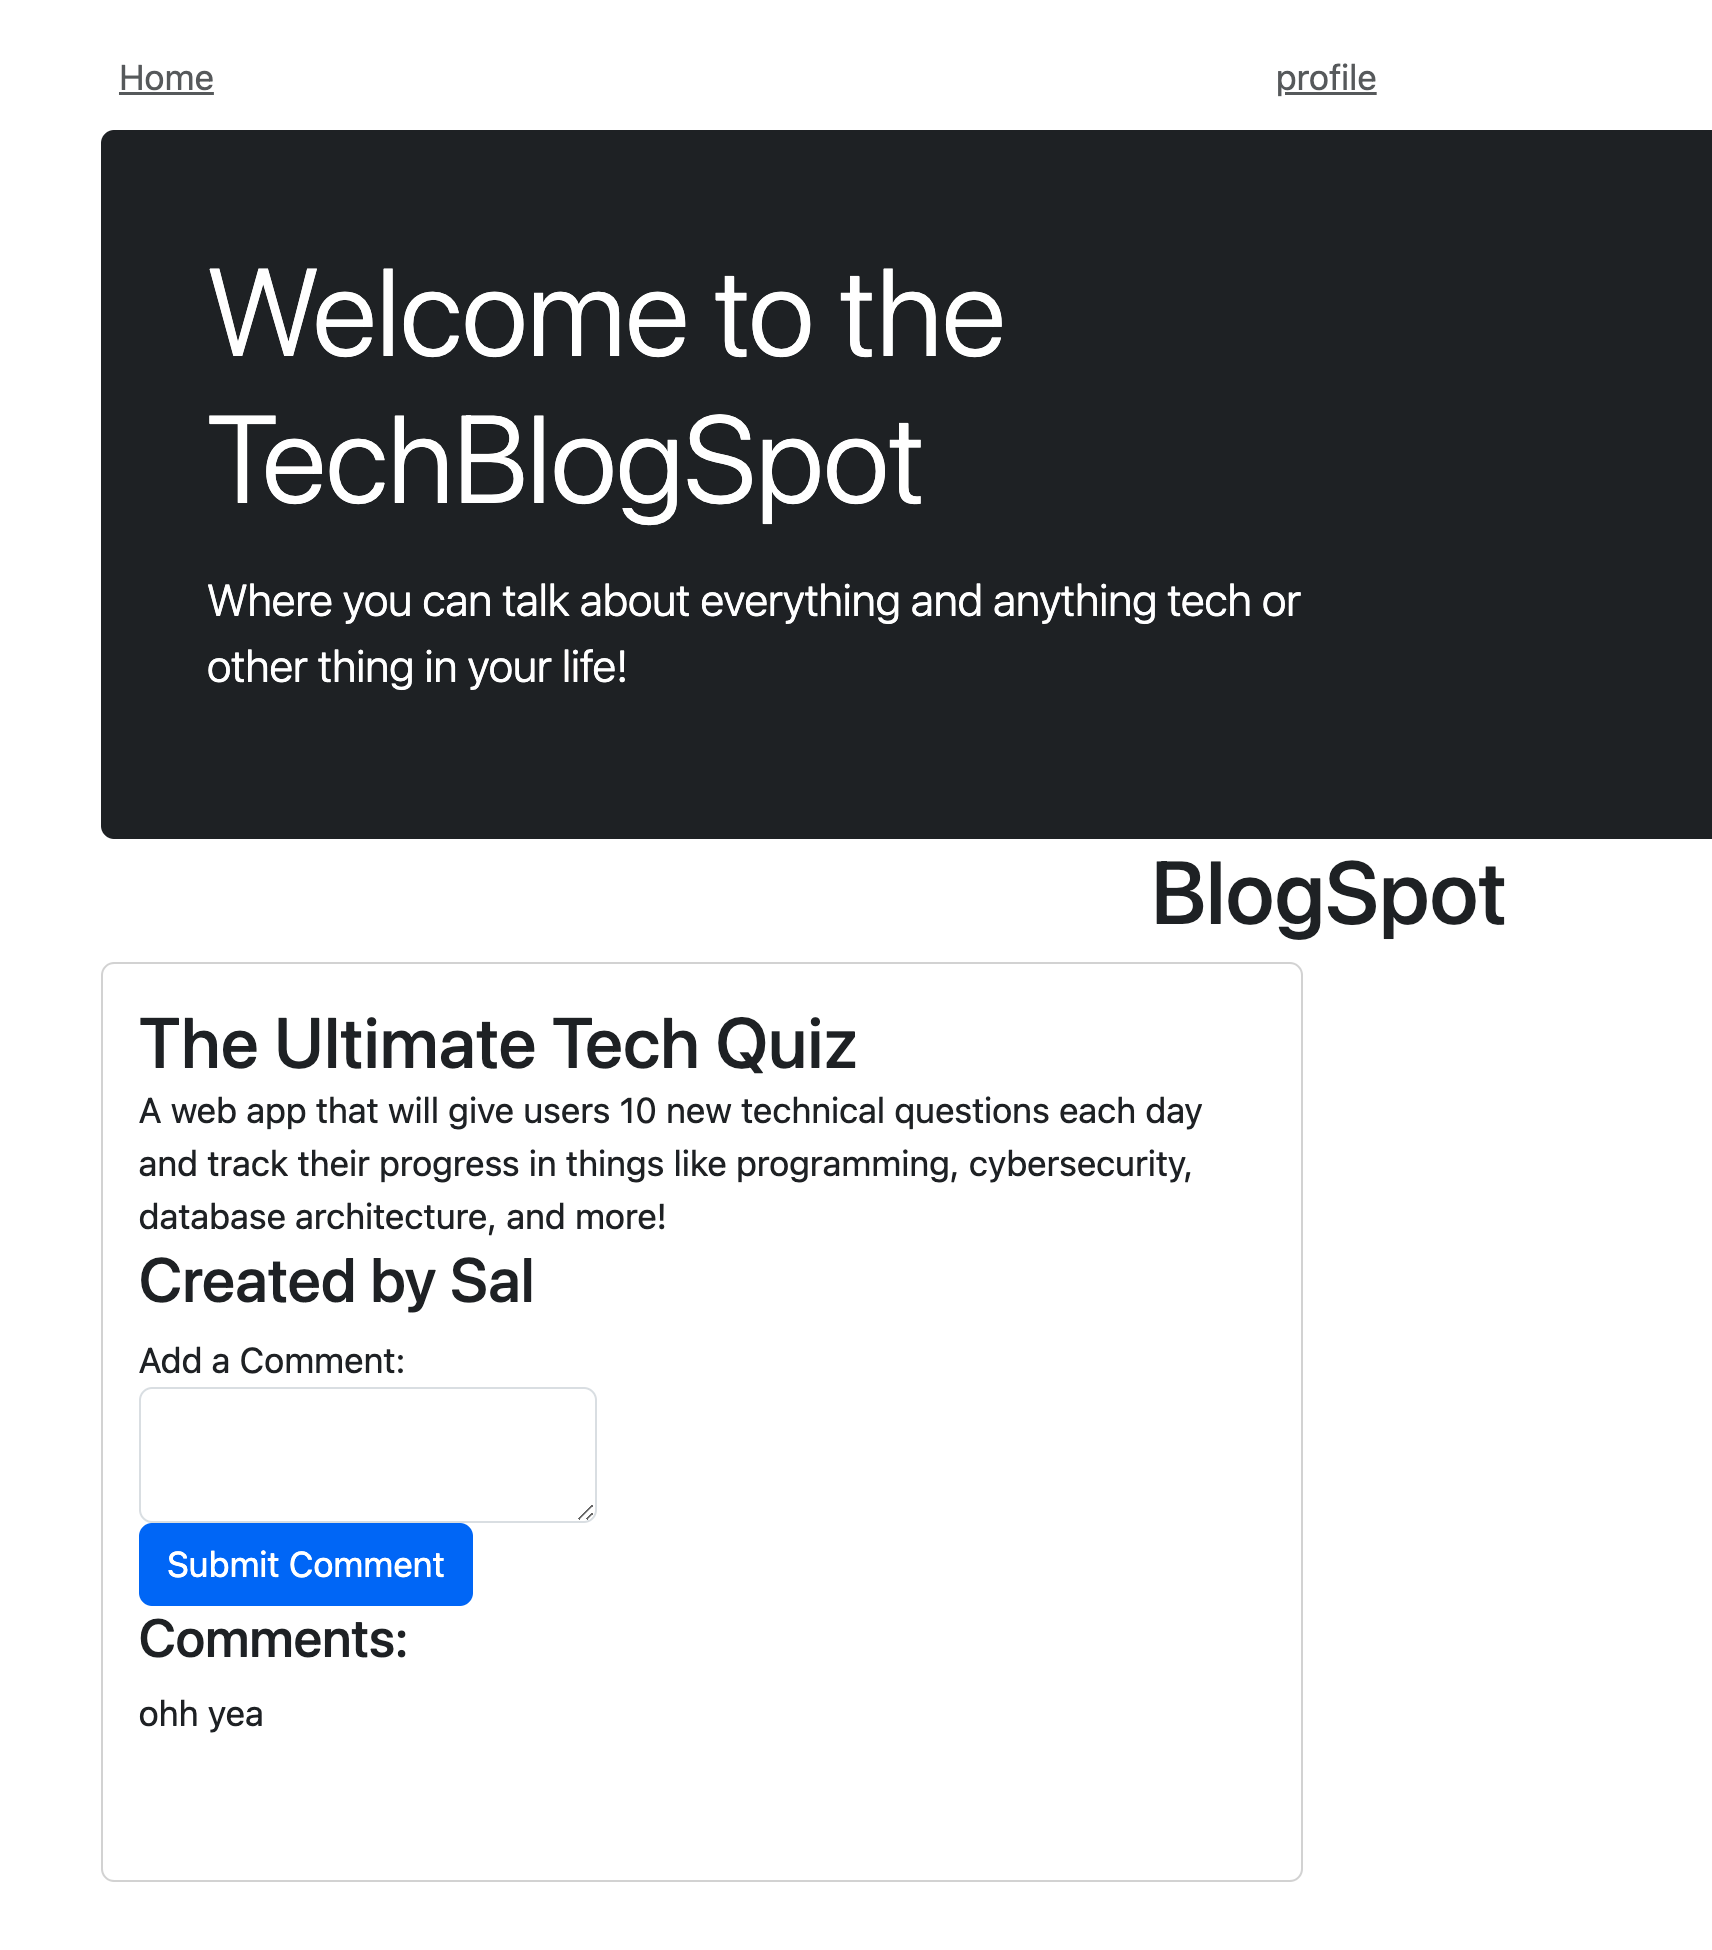 Home
profile
Welcome to the
TechBlogSpot
Where you can talk about everything and anything tech or
other thing in your life!
BlogSpot
The Ultimate Tech Quiz
A web app that will give users 10 new technical questions each day
and track their progress in things like programming, cybersecurity,
database architecture, and more!
Created by Sal
Add a Comment:
Submit Comment
Comments:
ohh yea